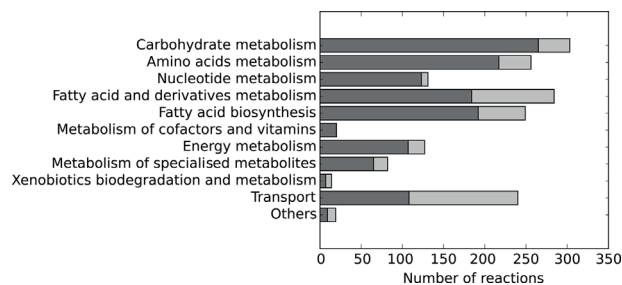 Carbohydrate metabolism
Amino acids metabolism
Nucleotide metabolism
Fatty acid and derivatives metabolism
Fatty acid biosynthesis
Metabolism of cofactors and vitamins
Energy metabolism
Metabolism of specialised metabolites
Xenobiotics biodegradation and metabolism
Transport
Others
0 50 100 150 200 250 300 350
Number of reactions